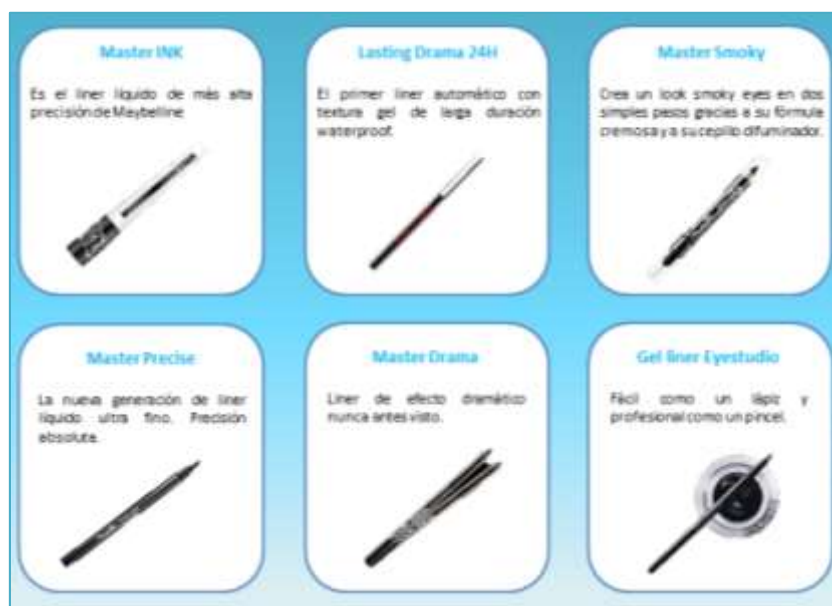 Master INK
Es el liner líquido de más alta
precisión de Maybelline
Lasting Drama 24H
El primer liner automático con
textura gel de larga duración
waterproof.
Master Smoky
Crea un look smoky eyes en dos
simples pasos gracias a su fórmula
cremosa y a su cepillo difuminador.
Master Precise
La nueva generación de liner
líquido ultra fino. Precisión
absoluta.
Master Drama
Liner de efecto dramático
nunca antes visto.
Gel liner Eyestudio
Fácil como un lápiz y
profesional como un pincel.